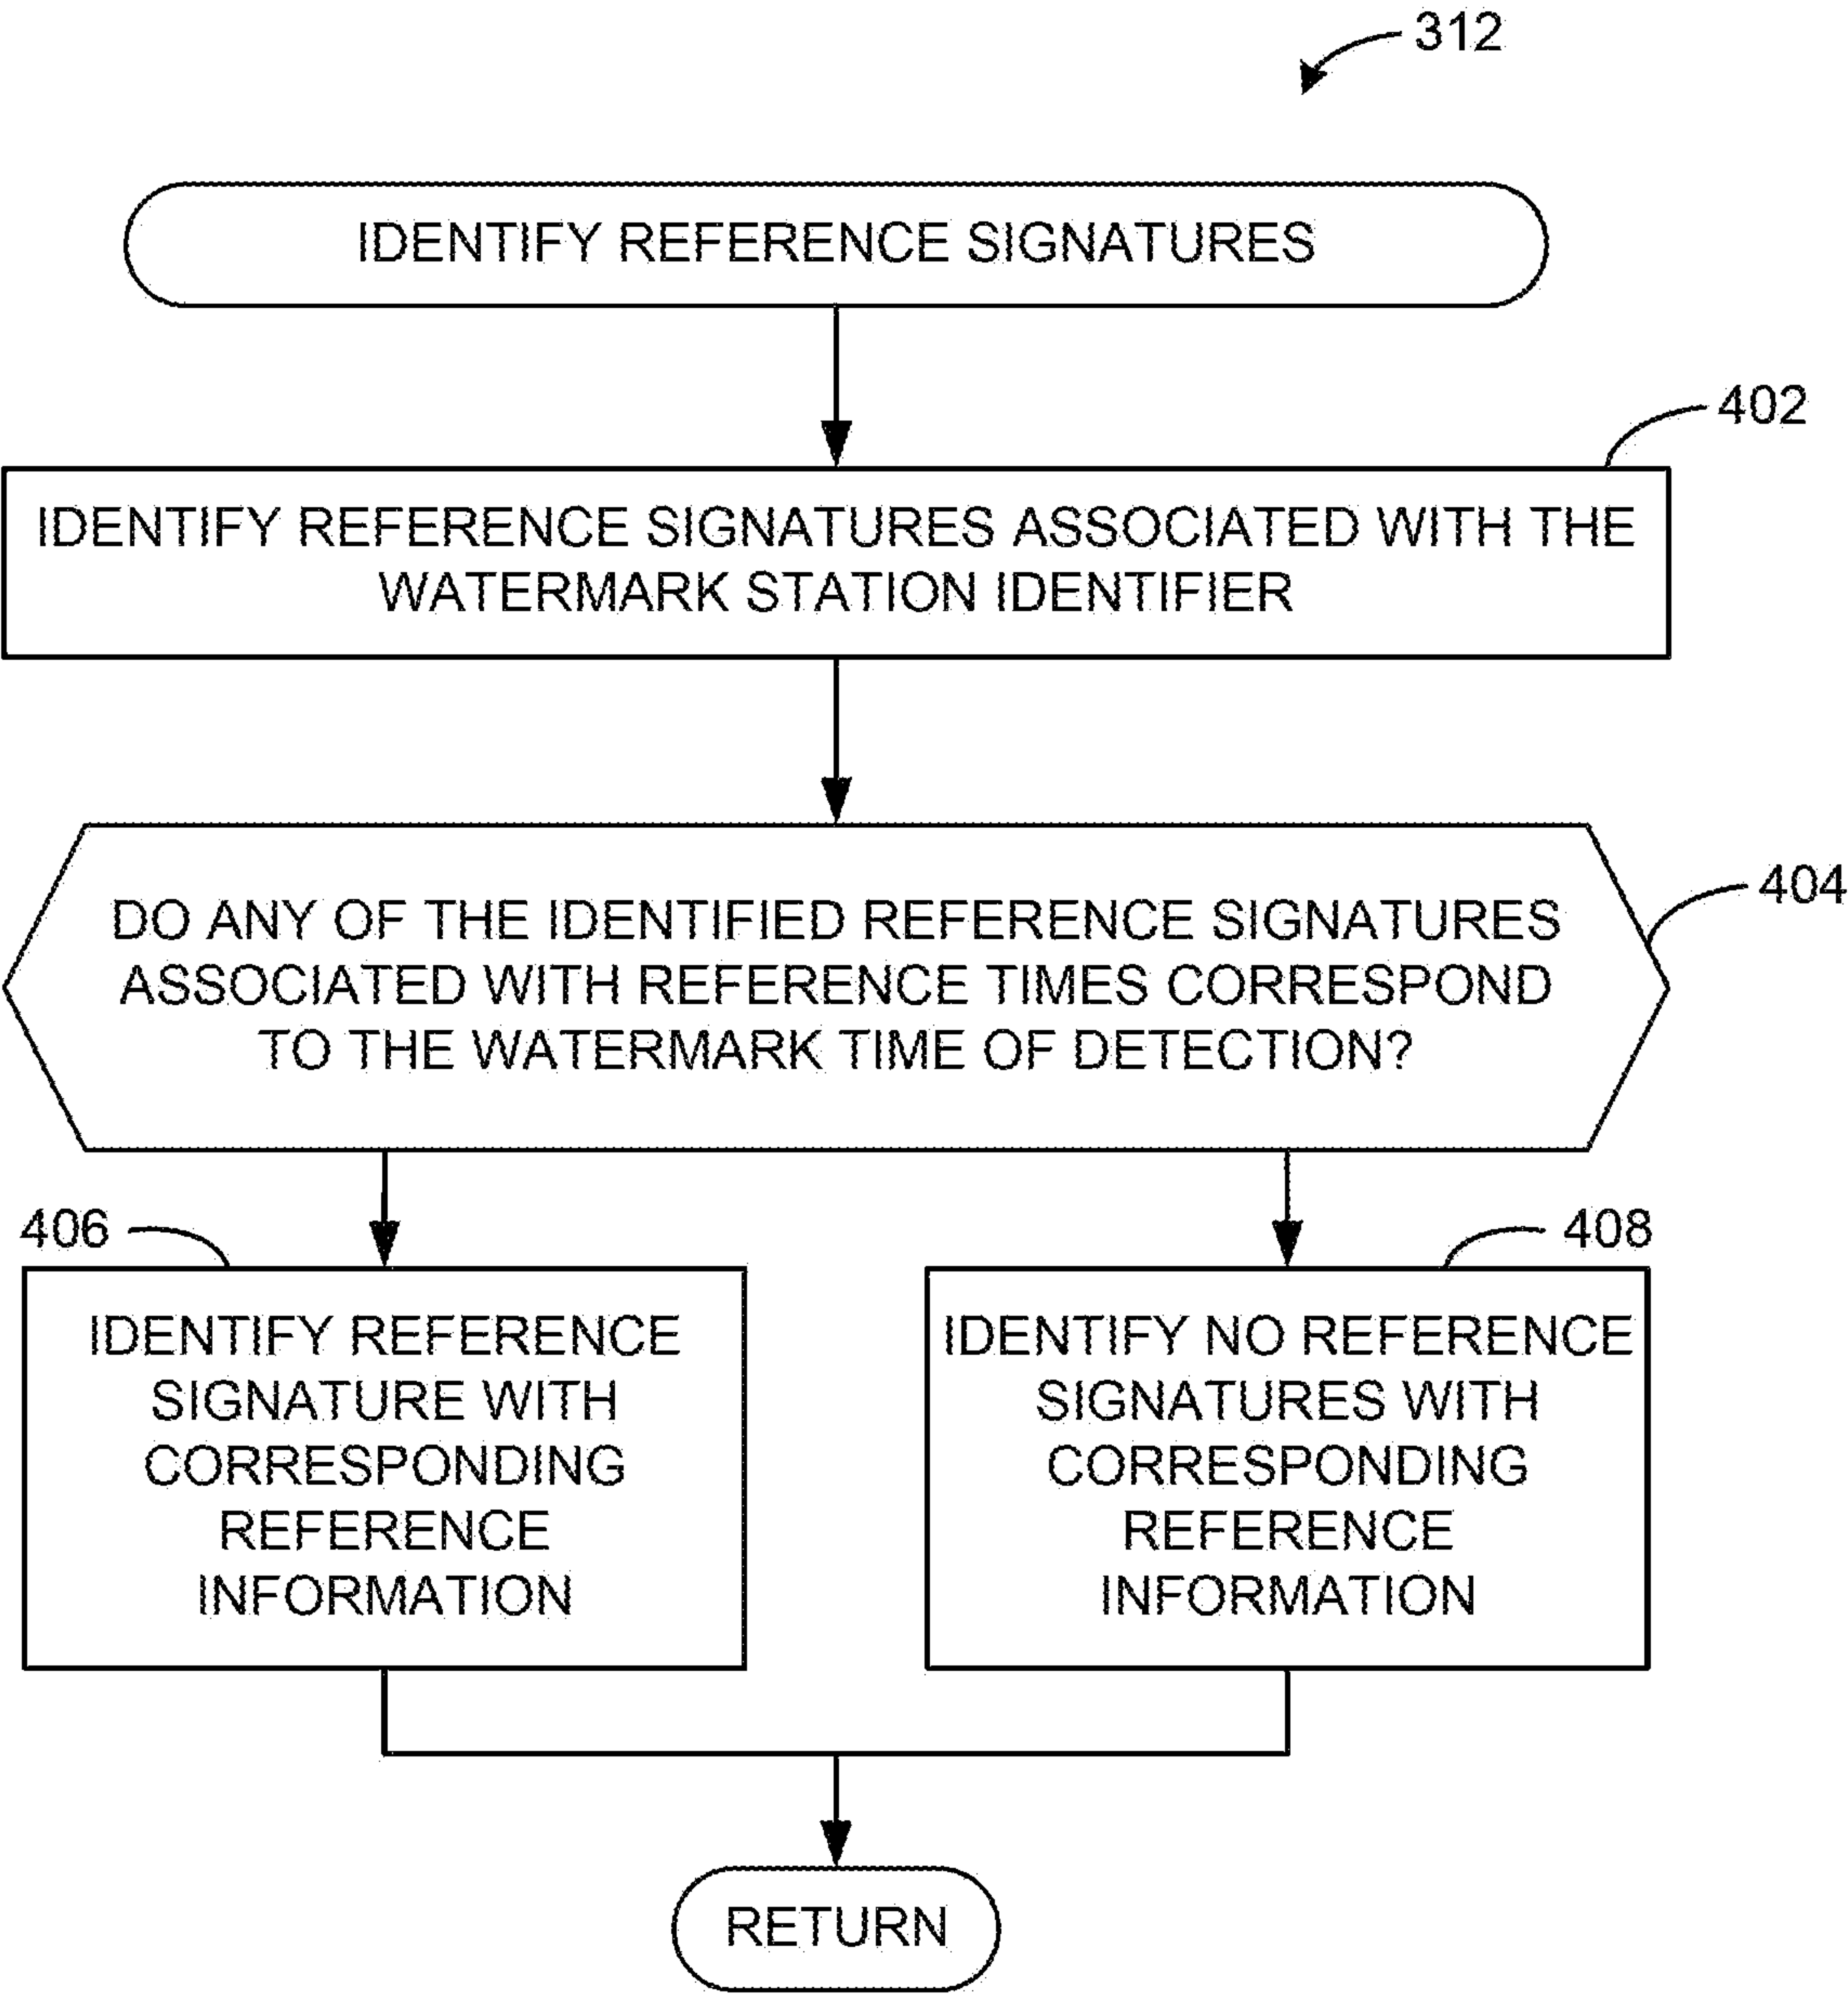 312
IDENTIFY REFERENCE SIGNATURES
402
IDENTIFY REFERENCE SIGNATURES ASSOCIATED WITH THE
WATERMARK STATION IDENTIFIER
404
DO ANY OF THE IDENTIFIED REFERENCE SIGNATURES
ASSOCIATED WITH REFERENCE TIMES CORRESPOND
TO THE WATERMARK TIME OF DETECTION?
406
IDENTIFY REFERENCE
SIGNATURE WITH
CORRESPONDING
REFERENCE
INFORMATION
408
IDENTIFY NO REFERENCE
SIGNATURES WITH
CORRESPONDING
REFERENCE
INFORMATION
RETURN